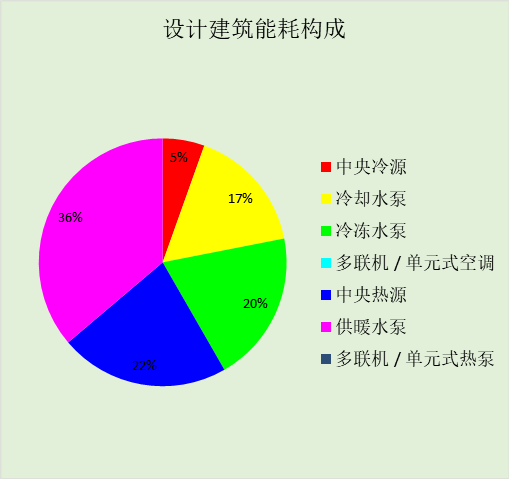 设计建筑能耗构成
5%
17%
20%
22%
36%
中央冷源
冷却水泵
冷冻水泵
多联机 / 单元式空调
中央热源
供暖水泵
多联机 / 单元式热泵